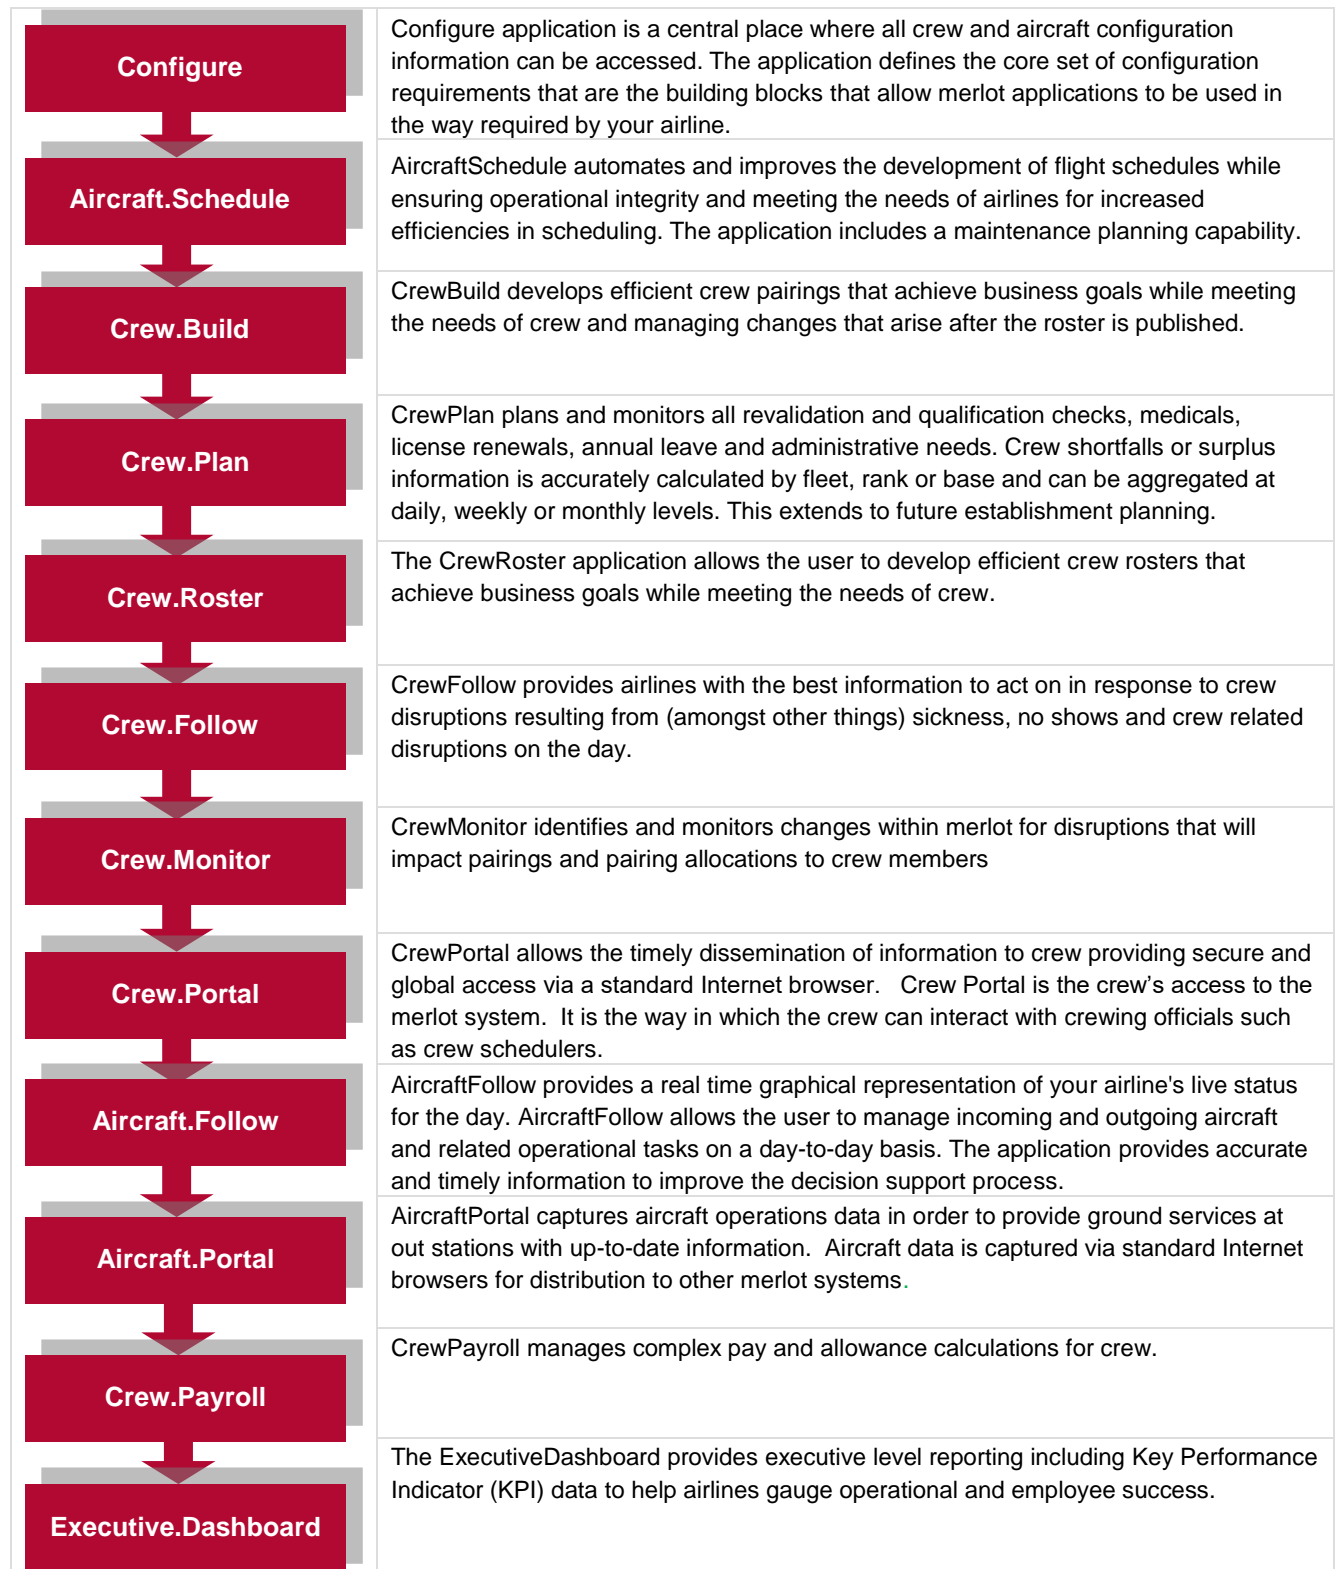 Configure
Configure application is a central place where all crew and aircraft configuration
information can be accessed. The application defines the core set of configuration
requirements that are the building blocks that allow merlot applications to be used in
the way required by your airline.
Aircraft.Schedule
AircraftSchedule automates and improves the development of flight schedules while
ensuring operational integrity and meeting the needs of airlines for increased
efficiencies in scheduling. The application includes a maintenance planning capability.
Crew.Build
CrewBuild develops efficient crew pairings that achieve business goals while meeting
the needs of crew and managing changes that arise after the roster is published.
Crew.Plan
CrewPlan plans and monitors all revalidation and qualification checks, medicals,
license renewals, annual leave and administrative needs. Crew shortfalls or surplus
information is accurately calculated by fleet, rank or base and can be aggregated at
daily, weekly or monthly levels. This extends to future establishment planning.
Crew.Roster
The CrewRoster application allows the user to develop efficient crew rosters that
achieve business goals while meeting the needs of crew.
Crew.Follow
CrewFollow provides airlines with the best information to act on in response to crew
disruptions resulting from (amongst other things) sickness, no shows and crew related
disruptions on the day.
Crew.Monitor
CrewMonitor identifies and monitors changes within merlot for disruptions that will
impact pairings and pairing allocations to crew members
Crew.Portal
CrewPortal allows the timely dissemination of information to crew providing secure and
global access via a standard Internet browser.   Crew Portal is the crew’s access to the
merlot system.  It is the way in which the crew can interact with crewing officials such
as crew schedulers.
Aircraft.Follow
AircraftFollow provides a real time graphical representation of your airline's live status
for the day. AircraftFollow allows the user to manage incoming and outgoing aircraft
and related operational tasks on a day-to-day basis. The application provides accurate
and timely information to improve the decision support process.
Aircraft.Portal
AircraftPortal captures aircraft operations data in order to provide ground services at
out stations with up-to-date information.  Aircraft data is captured via standard Internet
browsers for distribution to other merlot systems.
Crew.Payroll
CrewPayroll manages complex pay and allowance calculations for crew.
Executive.Dashboard
The ExecutiveDashboard provides executive level reporting including Key Performance
Indicator (KPI) data to help airlines gauge operational and employee success.